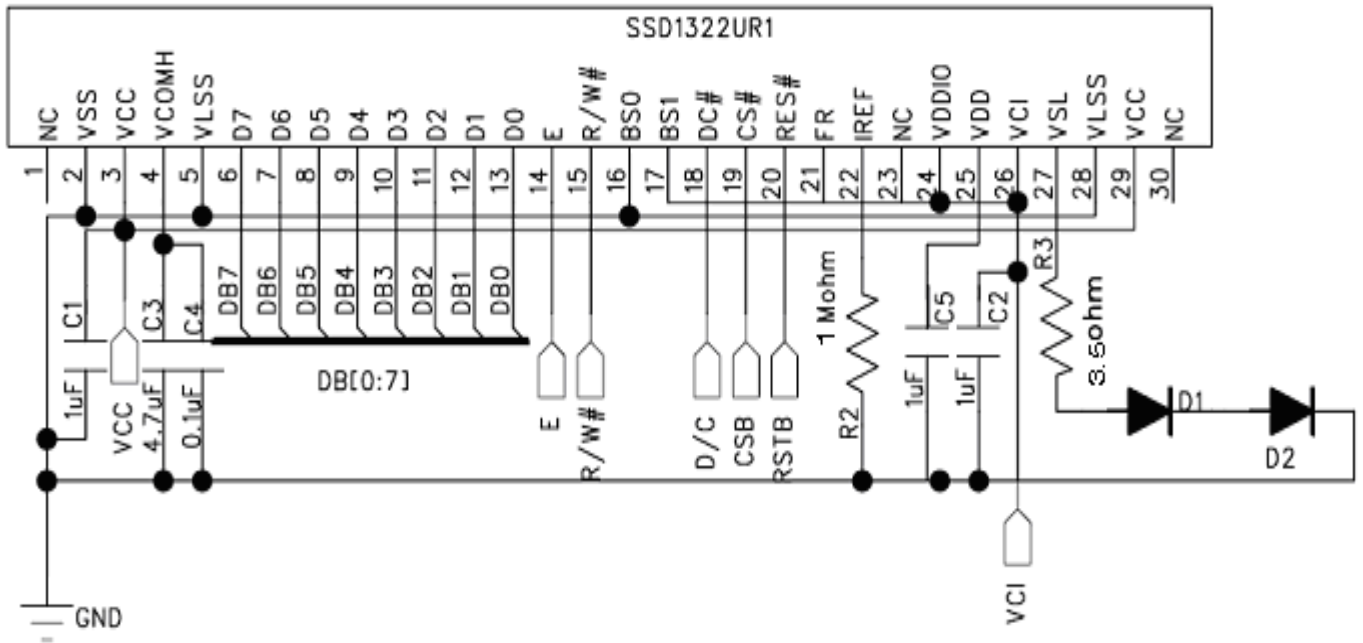 SSD1322UR1
NC
VSS
VCC
VCOMH
VLSS
D7
D6
D5
D4
D3
D2
D1
D0
E
R/W#
BS0
BS1
DC#
CS#
RES#
FR
IREF
NC
VDDIO
VDD
VCI
VSL
VLSS
VCC
NC
1
2
3
4
5
6
7
8
9
10
11
12
13
14
15
16
17
18
19
20
21
22
23
24
25
26
27
28
29
30
DB7
DB6
DB5
DB4
DB3
DB2
DB1
DB0
DB[0:7]
C1
1uF
VCC
C3
4.7uF
C4
0.1uF
E
R/W#
D/C
CSB
RSTB
1 Mohm
R2
C5
1uF
C2
1uF
VCI
R3
3.5ohm
D1
D2
GND